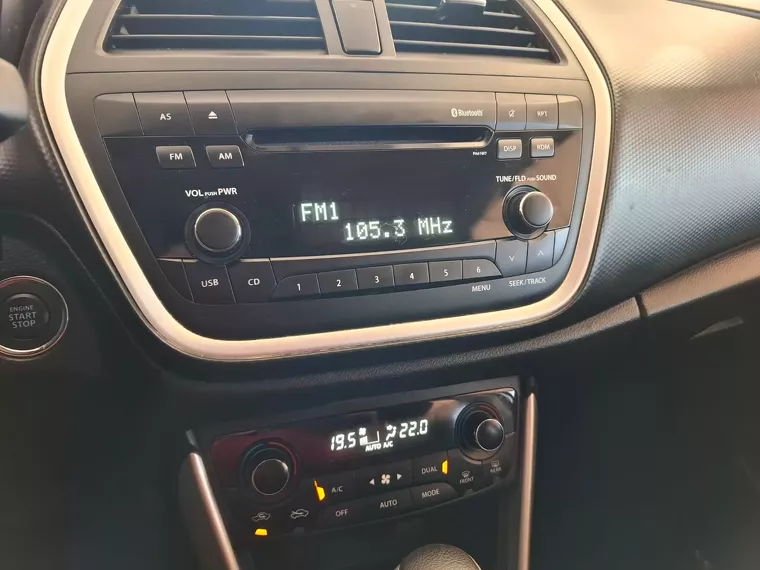 AS
Bluetooth
RPT
FM AM
DISP RDM
VOL PUSH PWR
TUNE/FLD PUSH SOUND
FM1
105.3 MHz
USB CD 1 2 3 4 5 6
MENU
SEEK/TRACK
ENGINE
START
STOP
19.5 22.0
AUTO A/C
A/C DUAL
OFF AUTO MODE
FRONT REAR